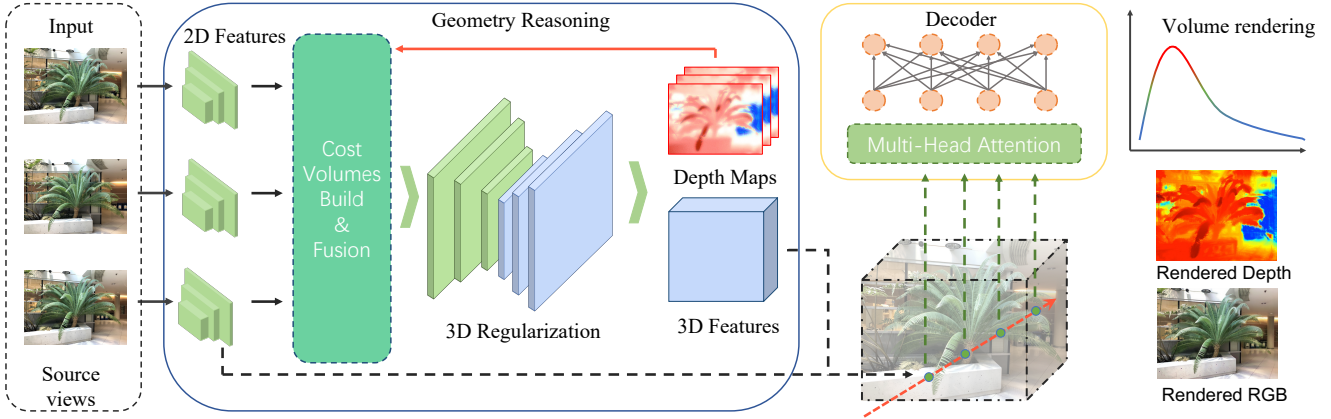 Input
Source
views
Geometry Reasoning
2D Features
Cost
Volumes
Build
&
Fusion
3D Regularization
Depth Maps
3D Features
Decoder
Multi-Head Attention
Volume rendering
Rendered Depth
Rendered RGB